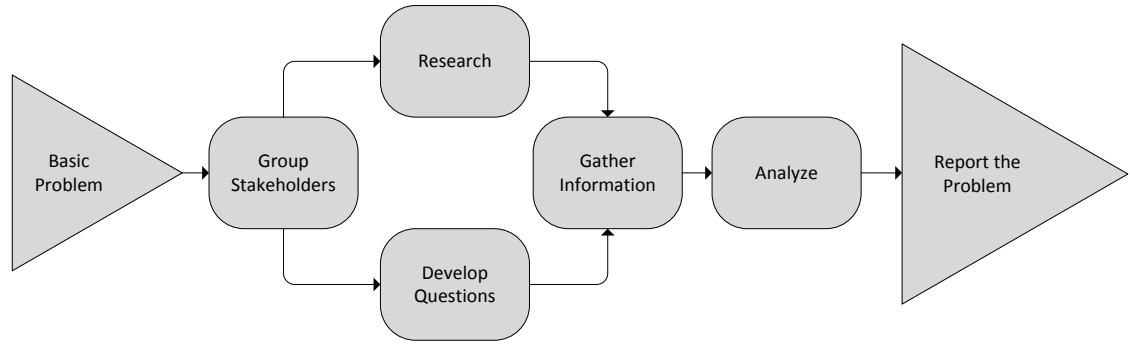 Basic
Problem
Group
Stakeholders
Research
Develop
Questions
Gather
Information
Analyze
Report the
Problem